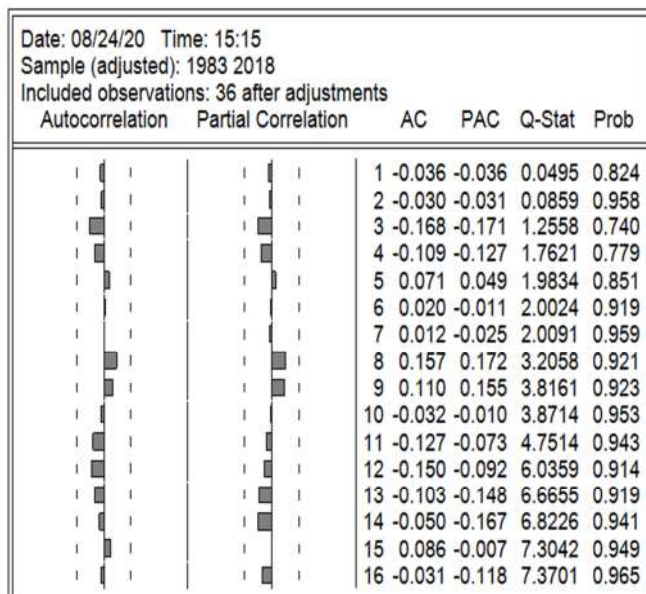 Date: 08/24/20 Time: 15:15
Sample (adjusted): 1983 2018
Included observations: 36 after adjustments
Autocorrelation Partial Correlation AC PAC Q-Stat Prob
1 -0.036 -0.036 0.0495 0.824
2 -0.030 -0.031 0.0859 0.958
3 -0.168 -0.171 1.2558 0.740
4 -0.109 -0.127 1.7621 0.779
5 0.071 0.049 1.9834 0.851
6 0.020 -0.011 2.0024 0.919
7 0.012 -0.025 2.0091 0.959
8 0.157 0.172 3.2058 0.921
9 0.110 0.155 3.8161 0.923
10 -0.032 -0.010 3.8714 0.953
11 -0.127 -0.073 4.7514 0.943
12 -0.150 -0.092 6.0359 0.914
13 -0.103 -0.148 6.6655 0.919
14 -0.050 -0.167 6.8226 0.941
15 0.086 -0.007 7.3042 0.949
16 -0.031 -0.118 7.3701 0.965